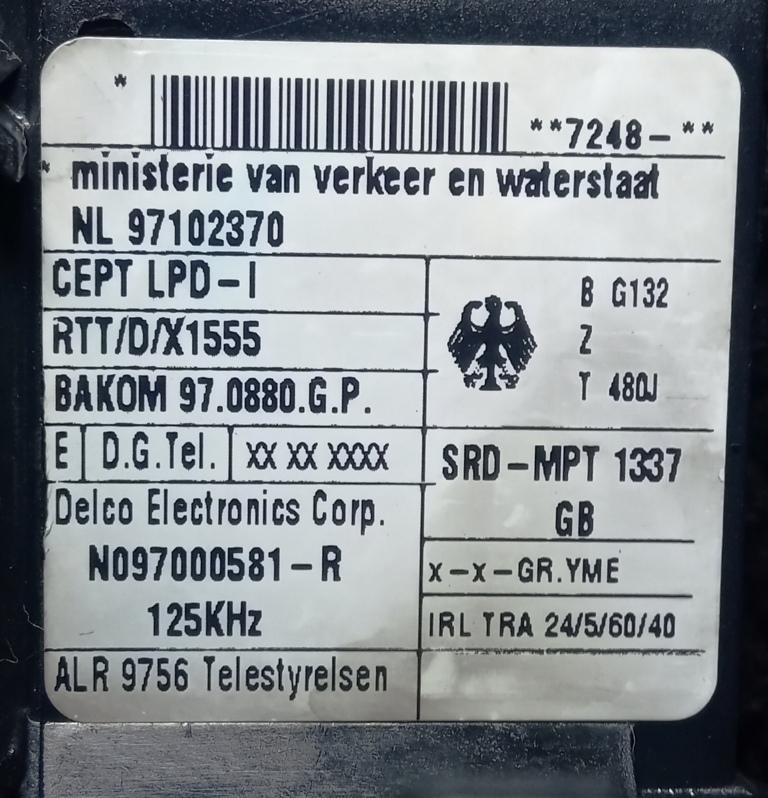 * **7248-**
* ministerie van verkeer en waterstaat
NL 97102370
CEPT LPD-I
RTT/D/X1555
BAKOM 97.0880.G.P.
E D.G.Tel. XX XX XXXX
Delco Electronics Corp.
N097000581-R
125KHz
ALR 9756 Telestyrelsen
B G132
Z
T 480J
SRD-MPT 1337
GB
x-x-GR.YME
IRL TRA 24/5/60/40